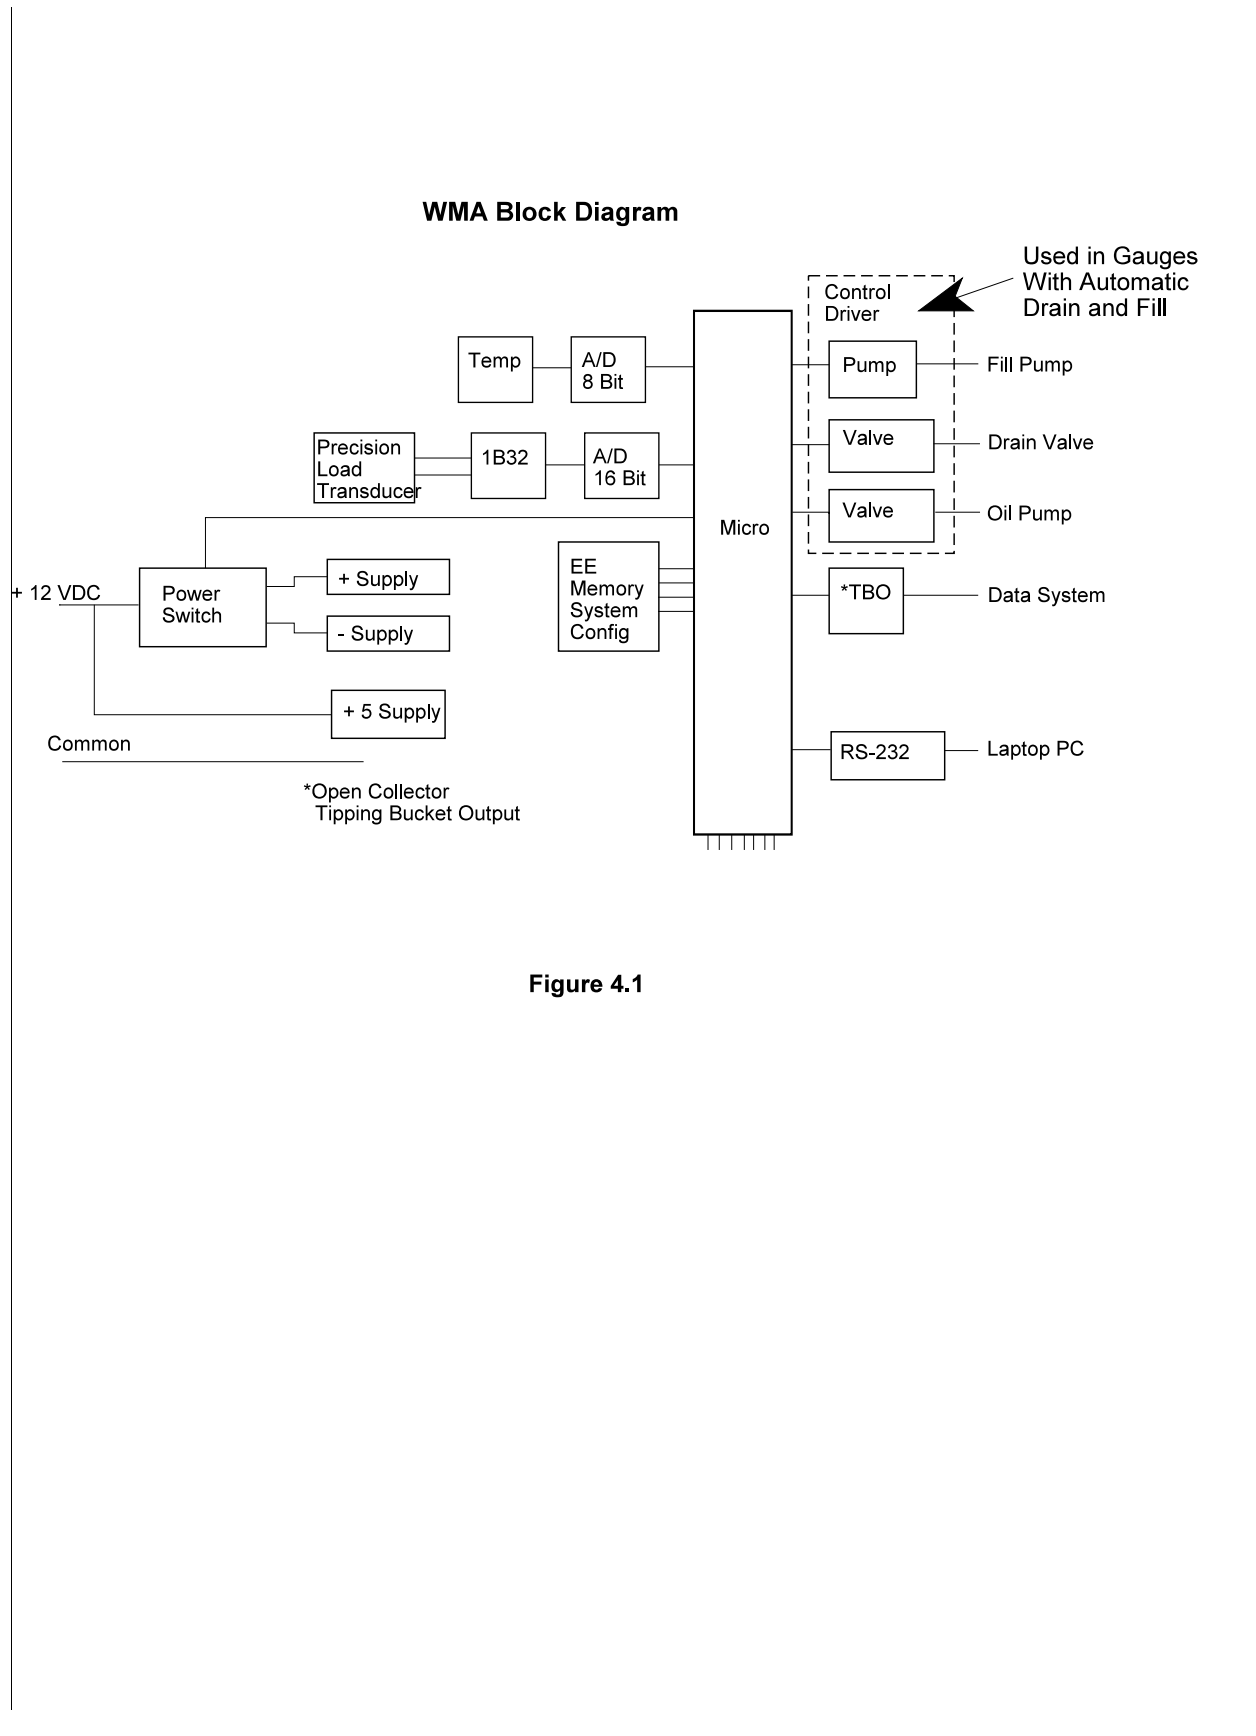 WMA Block Diagram
Used in Gauges
With Automatic
Drain and Fill
Control
Driver
Temp
A/D
8 Bit
Pump
Fill Pump
Precision
Load
Transducer
1B32
A/D
16 Bit
Valve
Drain Valve
Valve
Oil Pump
Micro
+ 12 VDC
Power
Switch
+ Supply
- Supply
EE
Memory
System
Config
*TBO
Data System
+ 5 Supply
Common
RS-232
Laptop PC
*Open Collector
Tipping Bucket Output
Figure 4.1